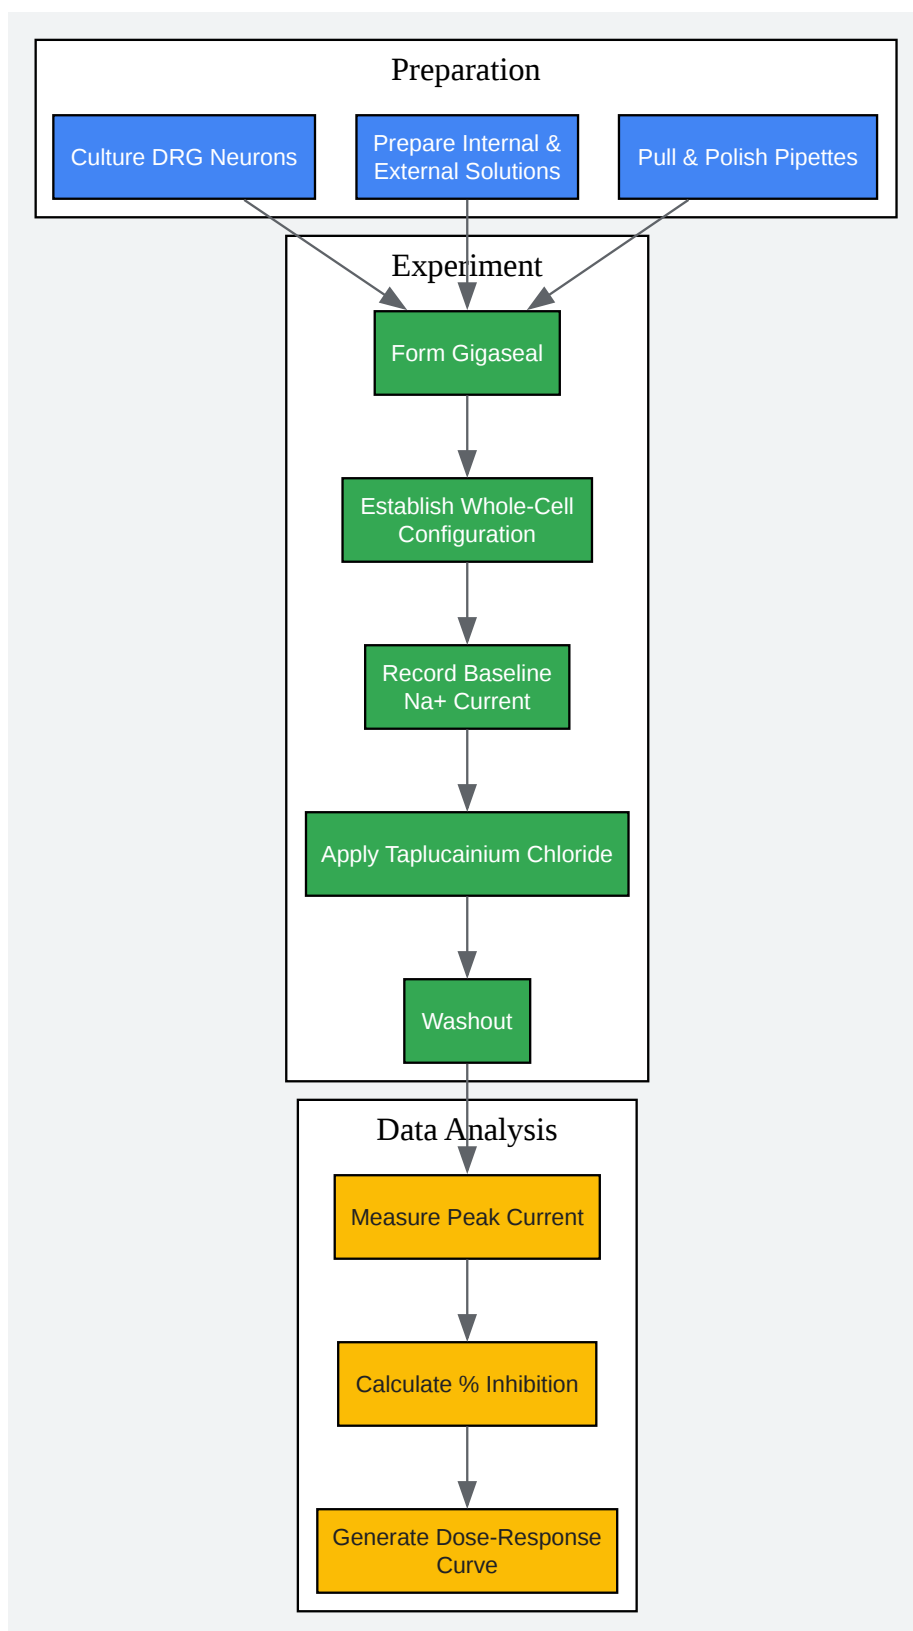 Preparation
Culture DRG Neurons
Prepare Internal &
External Solutions
Pull & Polish Pipettes
Experiment
Form Gigaseal
Establish Whole-Cell
Configuration
Record Baseline
Na+ Current
Apply Taplucainium Chloride
Washout
Data Analysis
Measure Peak Current
Calculate % Inhibition
Generate Dose-Response
Curve